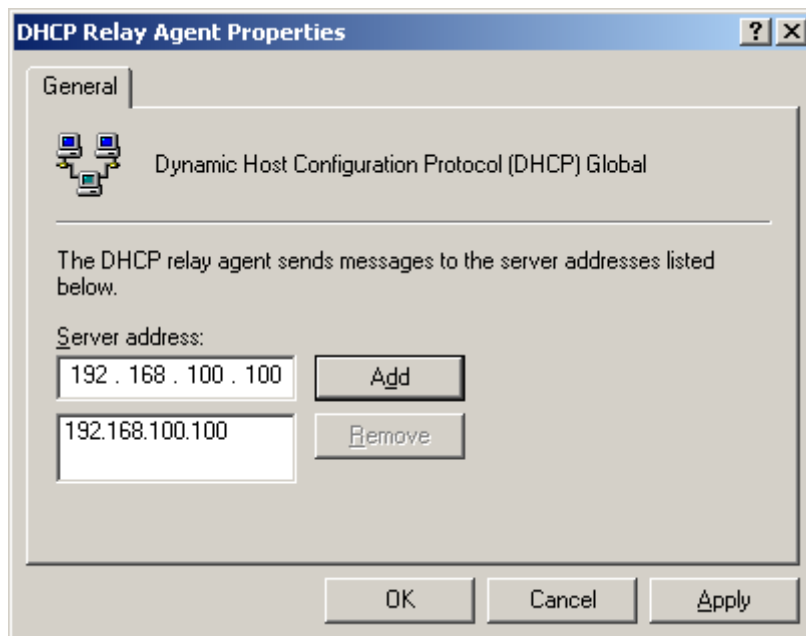 DHCP Relay Agent Properties
General
Dynamic Host Configuration Protocol (DHCP) Global
The DHCP relay agent sends messages to the server addresses listed
below.
Server address:
192 . 168 . 100 . 100
Add
192.168.100.100
Remove
OK
Cancel
Apply